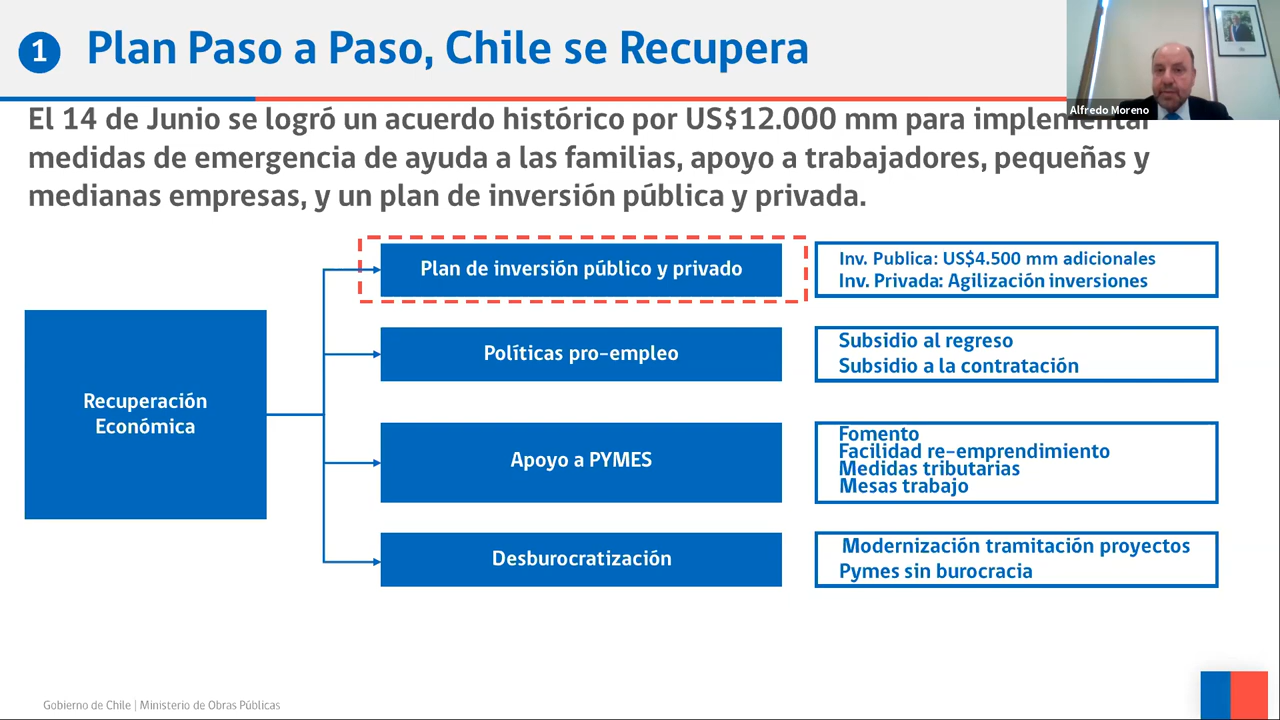 1 Plan Paso a Paso, Chile se Recupera
Alfredo Moreno
El 14 de Junio se logró un acuerdo histórico por US$12.000 mm para implementar
medidas de emergencia de ayuda a las familias, apoyo a trabajadores, pequeñas y
medianas empresas, y un plan de inversión pública y privada.
Recuperación
Económica
Plan de inversión público y privado
Inv. Publica: US$4.500 mm adicionales
Inv. Privada: Agilización inversiones
Políticas pro-empleo
Subsidio al regreso
Subsidio a la contratación
Apoyo a PYMES
Fomento
Facilidad re-emprendimiento
Medidas tributarias
Mesas trabajo
Desburocratización
Modernización tramitación proyectos
Pymes sin burocracia
Gobierno de Chile | Ministerio de Obras Públicas